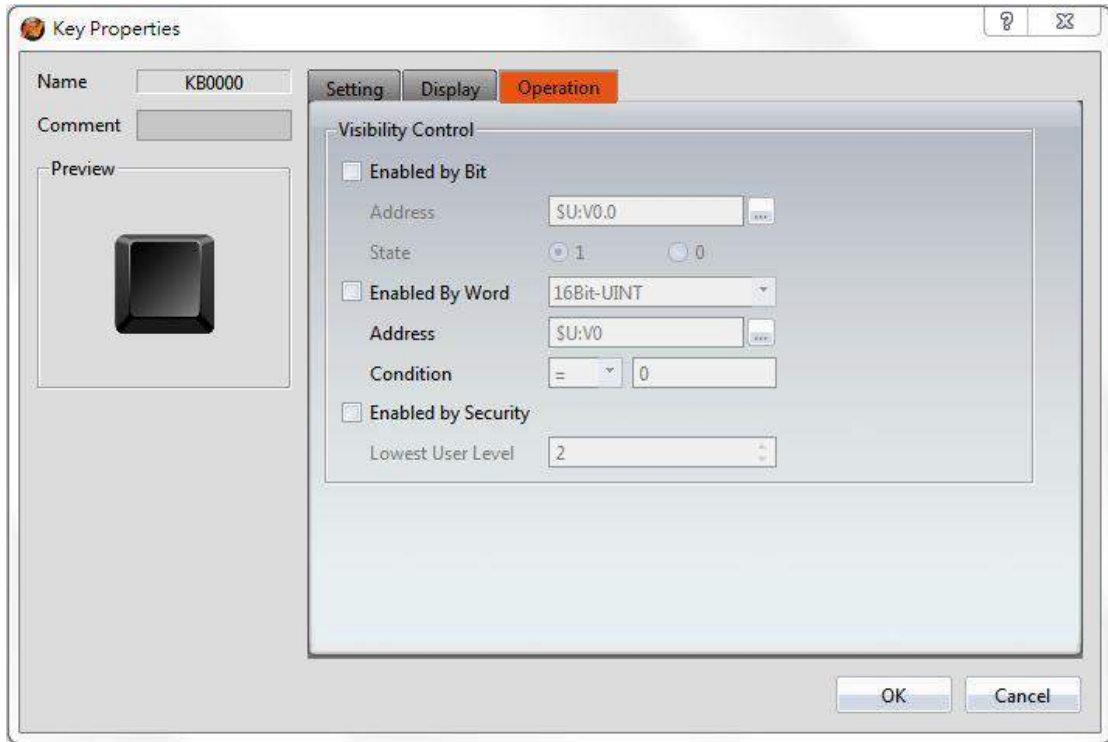 Key Properties
Name KB0000
Comment
Preview
Setting Display Operation
Visibility Control
Enabled by Bit
Address $U:V0.0 ...
State 1 0
Enabled By Word 16Bit-UINT
Address $U:V0 ...
Condition = 0
Enabled by Security
Lowest User Level 2
OK Cancel